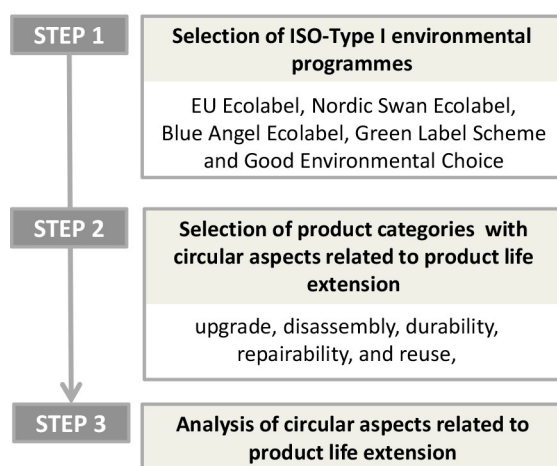 STEP 1
Selection of ISO-Type I environmental
programmes
EU Ecolabel, Nordic Swan Ecolabel,
Blue Angel Ecolabel, Green Label Scheme
and Good Environmental Choice
STEP 2
Selection of product categories with
circular aspects related to product life
extension
upgrade, disassembly, durability,
repairability, and reuse,
STEP 3
Analysis of circular aspects related to
product life extension